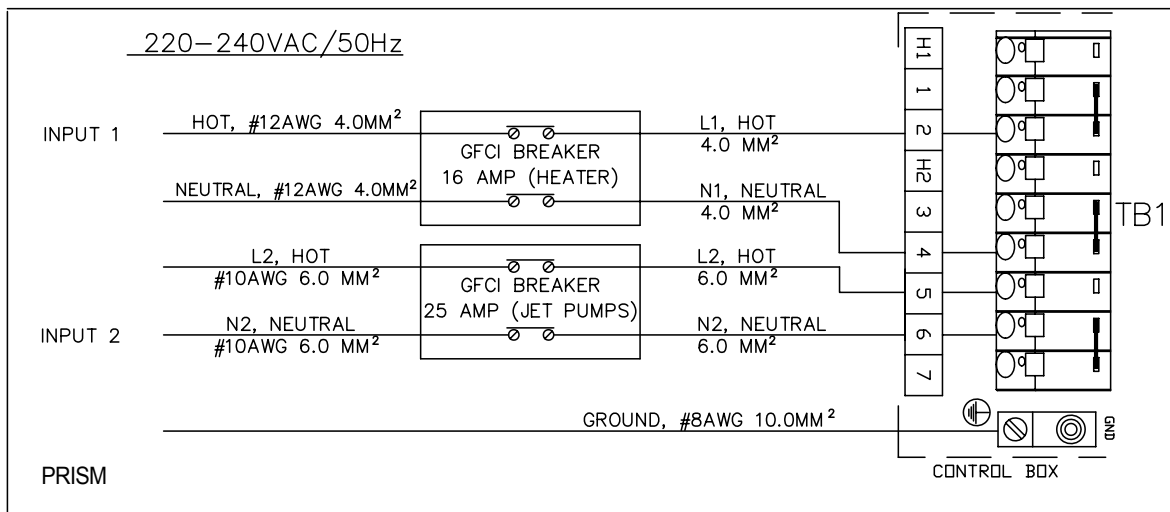 220-240VAC/50Hz
INPUT 1
HOT, #12AWG 4.0MM²
GFCI BREAKER
16 AMP (HEATER)
L1, HOT
4.0 MM²
NEUTRAL, #12AWG 4.0MM²
N1, NEUTRAL
4.0 MM²
L2, HOT
#10AWG 6.0 MM²
GFCI BREAKER
25 AMP (JET PUMPS)
L2, HOT
6.0 MM²
INPUT 2
N2, NEUTRAL
#10AWG 6.0 MM²
N2, NEUTRAL
6.0 MM²
GROUND, #8AWG 10.0MM²
H1
1
2
H2
3
4
5
6
7
TB1
GND
CONTROL BOX
PRISM